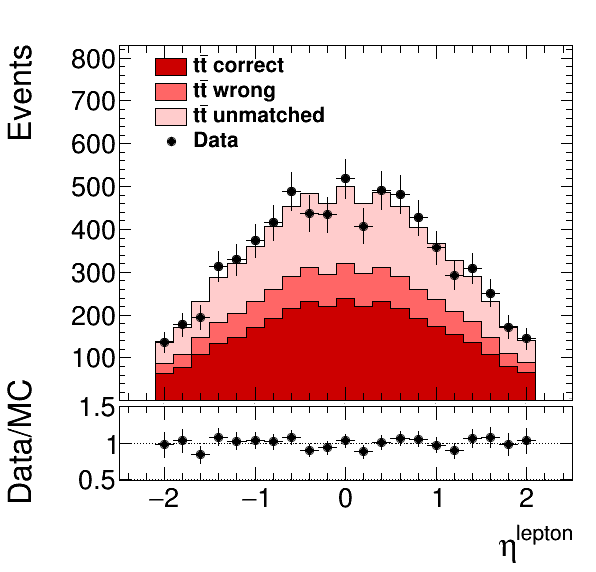 Events
800
700
600
500
400
300
200
100
tt̄ correct
tt̄ wrong
tt̄ unmatched
Data
Data/MC
1.5
1
0.5
−2 −1 0 1 2
η^lepton